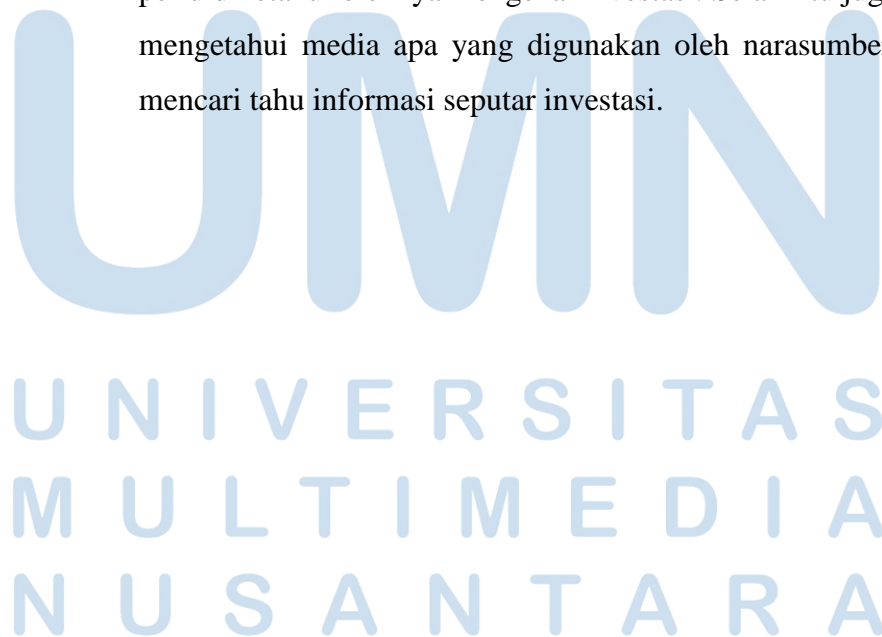 mengetahui media apa yang digunakan oleh narasumbe
mencari tahu informasi seputar investasi.
UMN
UNIVERSITAS
MULTIMEDIA
NUSANTARA